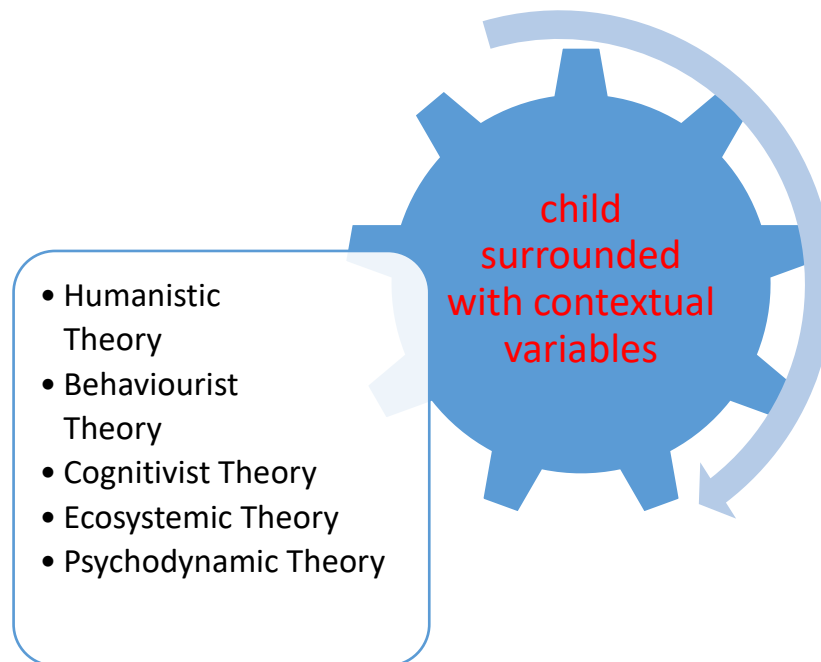 child
surrounded
with contextual
variables
• Humanistic
Theory
• Behaviourist
Theory
• Cognitivist Theory
• Ecosystemic Theory
• Psychodynamic Theory